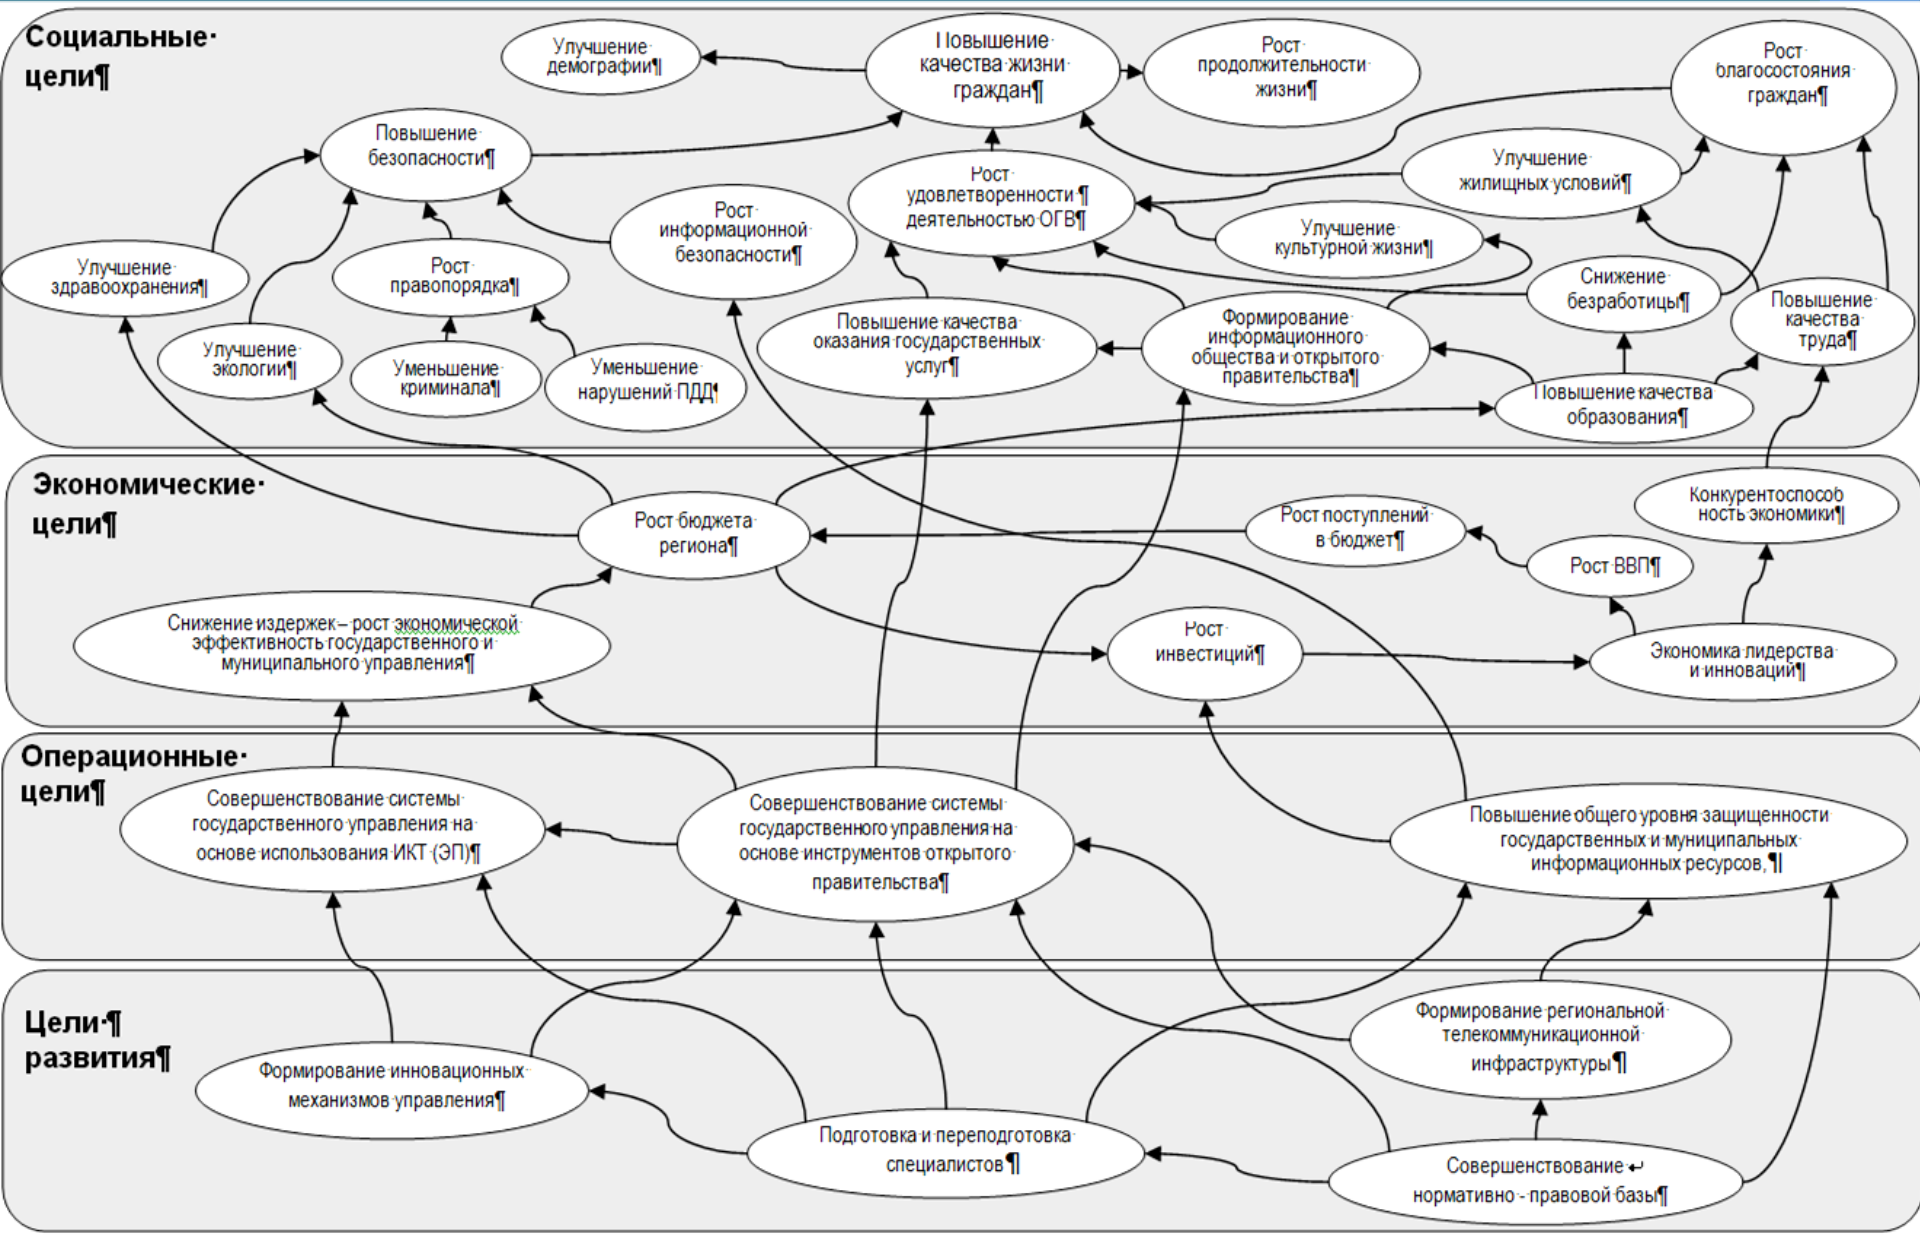 Социальные
цели¶
Улучшение
демографии¶
Повышение
качества жизни
граждан¶
Рост
продолжительности
жизни¶
Рост
благосостояния
граждан¶
Повышение
безопасности¶
Рост
информационной
безопасности¶
Рост
удовлетворенности ¶
деятельностью ОГВ¶
Улучшение
жилищных условий¶
Улучшение
культурной жизни¶
Улучшение
здравоохранения¶
Рост
правопорядка¶
Снижение
безработицы¶
Повышение
качества
труда¶
Улучшение
экологии¶
Уменьшение
криминала¶
Уменьшение
нарушений ПДД¶
Повышение качества
оказания государственных
услуг¶
Формирование
информационного
общества и открытого
правительства¶
Повышение качества
образования¶
Экономические
цели¶
Рост бюджета
региона¶
Рост поступлений
в бюджет¶
Конкурентоспособ
ность экономики¶
Рост ВВП¶
Снижение издержек – рост экономической
эффективность государственного и
муниципального управления¶
Рост
инвестиций¶
Экономика лидерства
и инноваций¶
Операционные
цели¶
Совершенствование системы
государственного управления на
основе использования ИКТ (ЭП)¶
Совершенствование системы
государственного управления на
основе инструментов открытого
правительства¶
Повышение общего уровня защищенности
государственных и муниципальных
информационных ресурсов,¶
Цели ¶
развития¶
Формирование инновационных
механизмов управления¶
Подготовка и переподготовка
специалистов¶
Формирование региональной
телекоммуникационной
инфраструктуры¶
Совершенствование ↵
нормативно - правовой базы¶